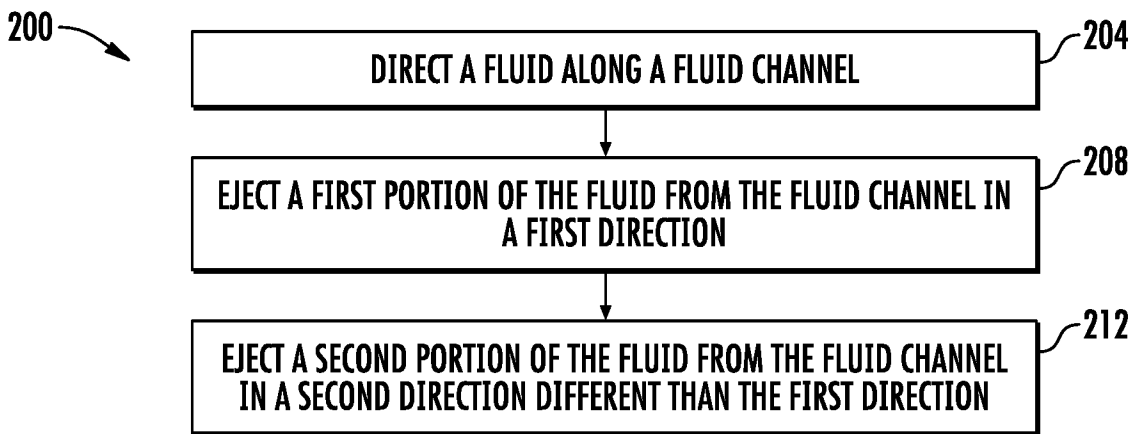 200
DIRECT A FLUID ALONG A FLUID CHANNEL
204
EJECT A FIRST PORTION OF THE FLUID FROM THE FLUID CHANNEL IN
A FIRST DIRECTION
208
EJECT A SECOND PORTION OF THE FLUID FROM THE FLUID CHANNEL
IN A SECOND DIRECTION DIFFERENT THAN THE FIRST DIRECTION
212